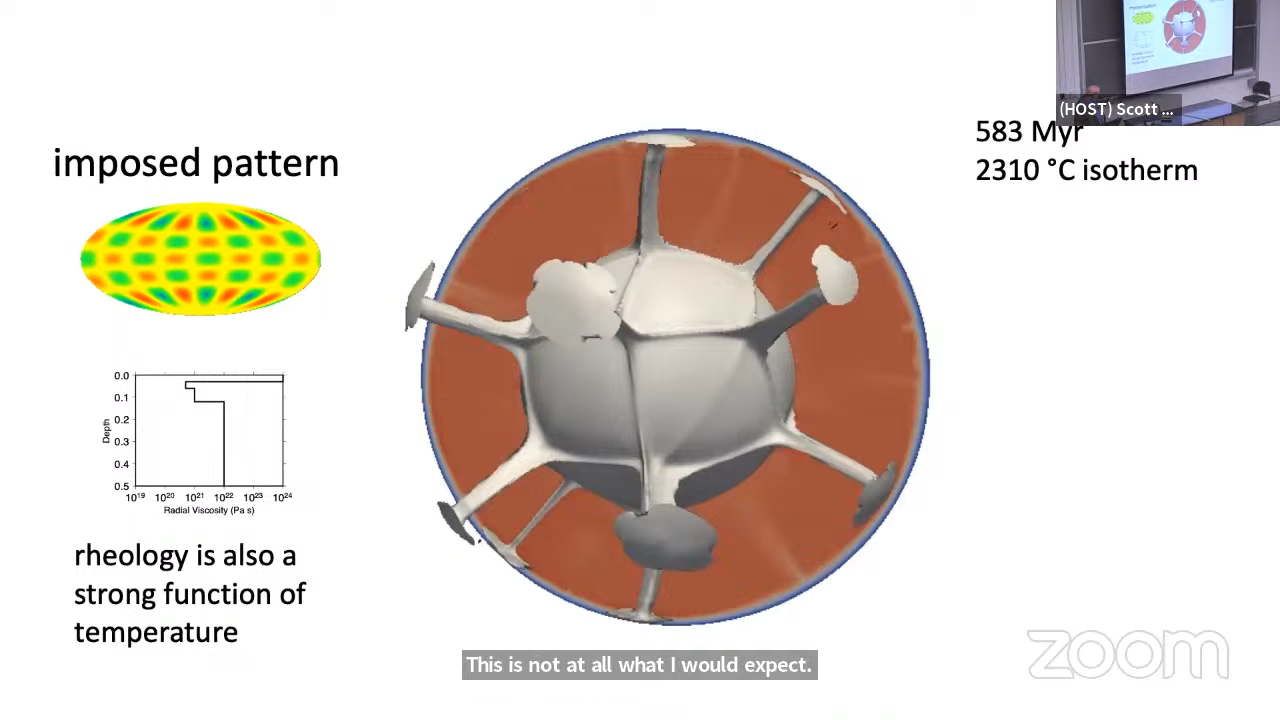 (HOST) Scott ...
583 Myr
2310 °C isotherm
imposed pattern
0.0
0.1
0.2
0.3
0.4
0.5
Depth
10¹⁹ 10²⁰ 10²¹ 10²² 10²³ 10²⁴
Radial Viscosity (Pa s)
rheology is also a
strong function of
temperature
This is not at all what I would expect.
zoom